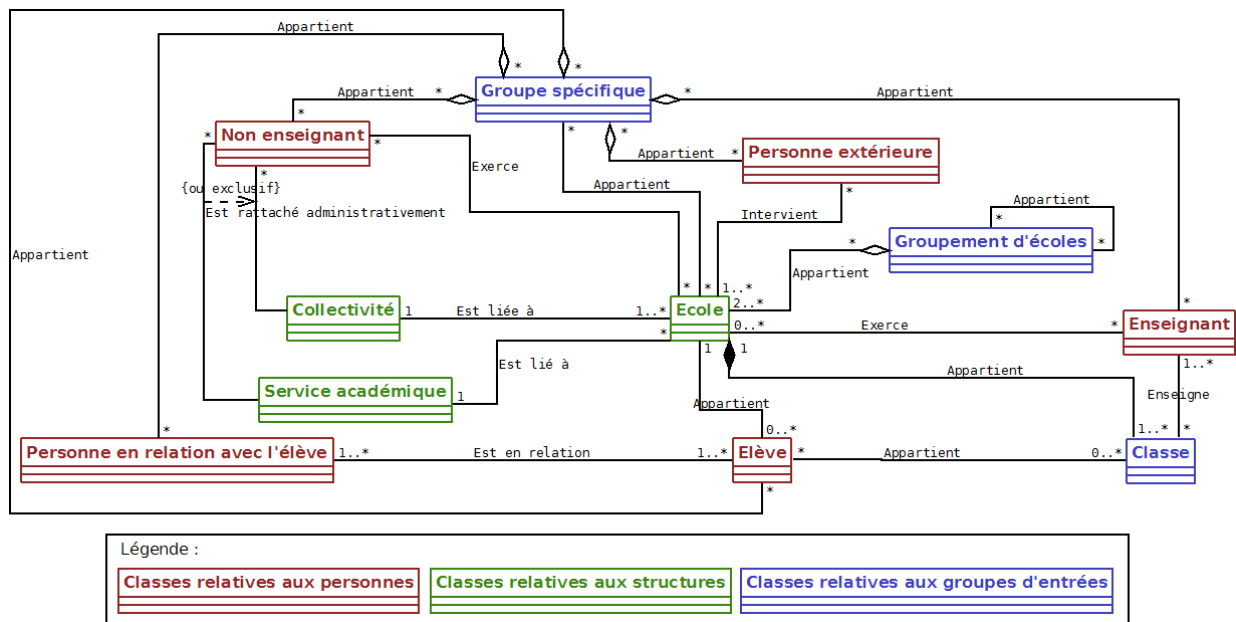 Appartient
*
*
Groupe spécifique
Appartient
*
*
Appartient
*
*
Non enseignant
*
*
Exerce
*
*
Appartient
*
Personne extérieure
*
{ou exclusif}
Est rattaché administrativement
Appartient
Intervient
Appartient
*
Groupement d'écoles
*
*
Appartient
Appartient
*
*
1..*
2..*
*
Collectivité
1
Est liée à
1..*
Ecole
0..*
Exerce
*
Enseignant
*
1
1
1..*
Est lié à
Appartient
Enseigne
Service académique
1
Appartient
*
0..*
1..*
*
Personne en relation avec l'élève
1..*
Est en relation
1..*
Elève
*
Appartient
0..*
Classe
*
Légende :
Classes relatives aux personnes
Classes relatives aux structures
Classes relatives aux groupes d'entrées